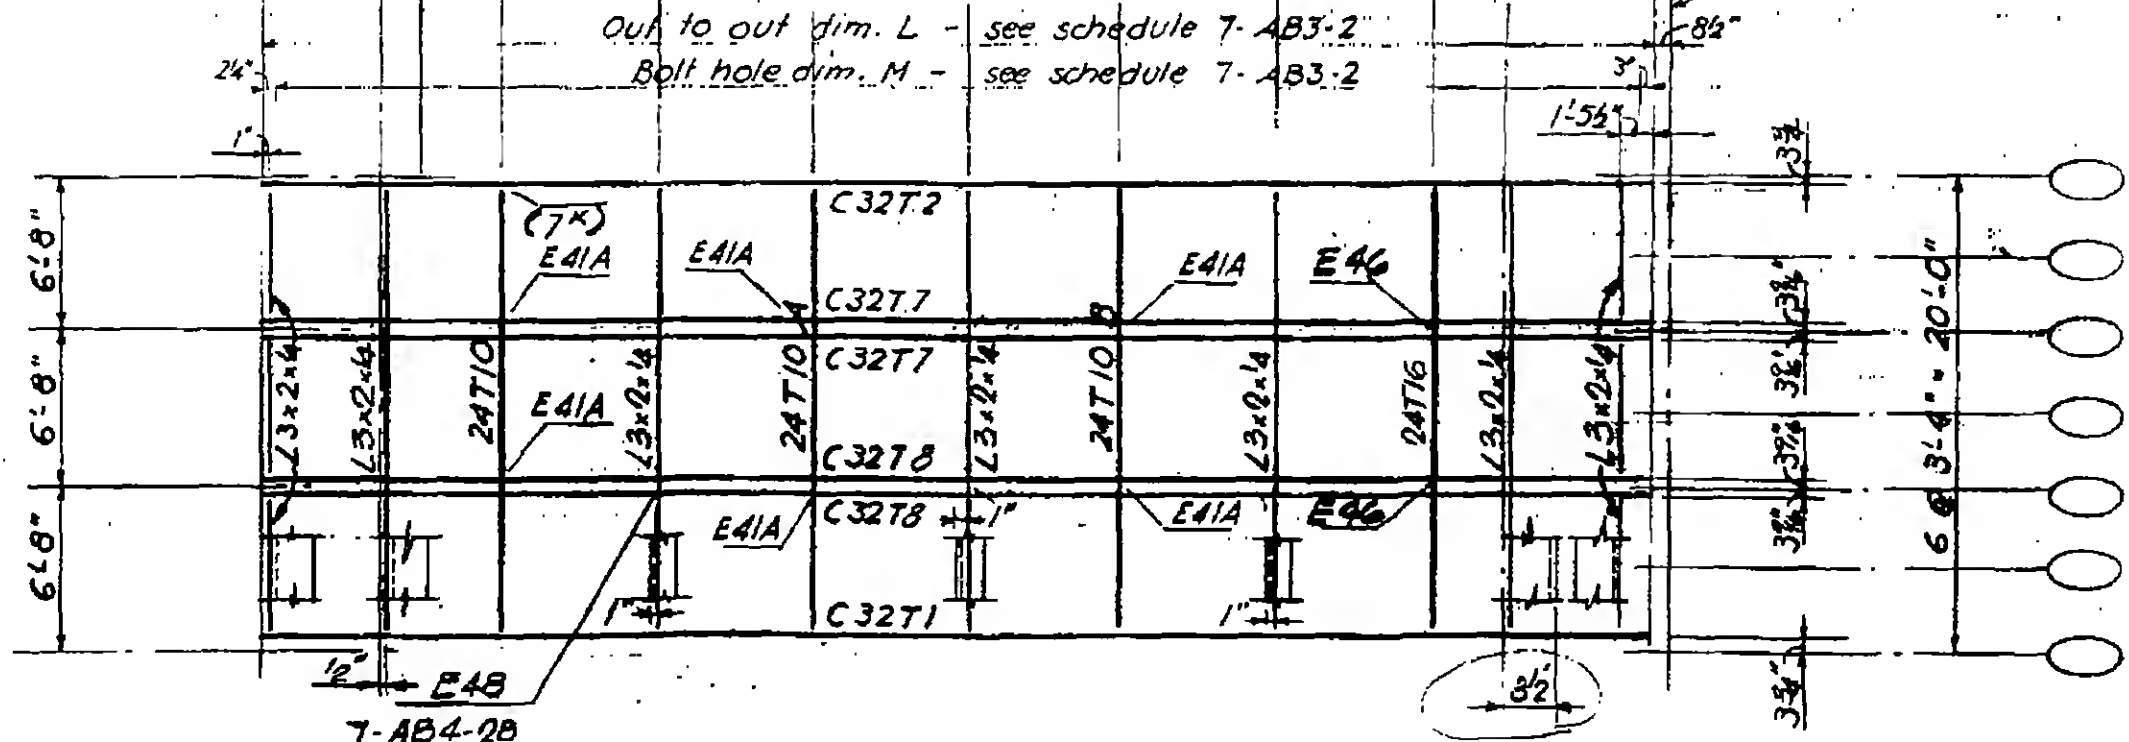 Out to out dim. L - see schedule 7-AB3-2
8½"
2¼"
Bolt hole dim. M - see schedule 7-AB3-2
3"
1'-5½"
1"
3¾"
C32T2
(7K)
6'-8"
E41A
E41A
E41A
E46
C32T7
A
B
C32T7
L3x2x¼
L3x2x¼
24T10
L3x2x¼
24T10
L3x2x¼
24T10
L3x2x¼
24T16
L3x2x¼
L3x2x¼
6'-8"
E41A
C32T8
6 @ 3'-4" = 20'-0"
3 9/16"
C32T8
1"
E41A
E41A
E46
6'-8"
1"
C32T1
1"
½"
E48
7-AB4-2B
3½"